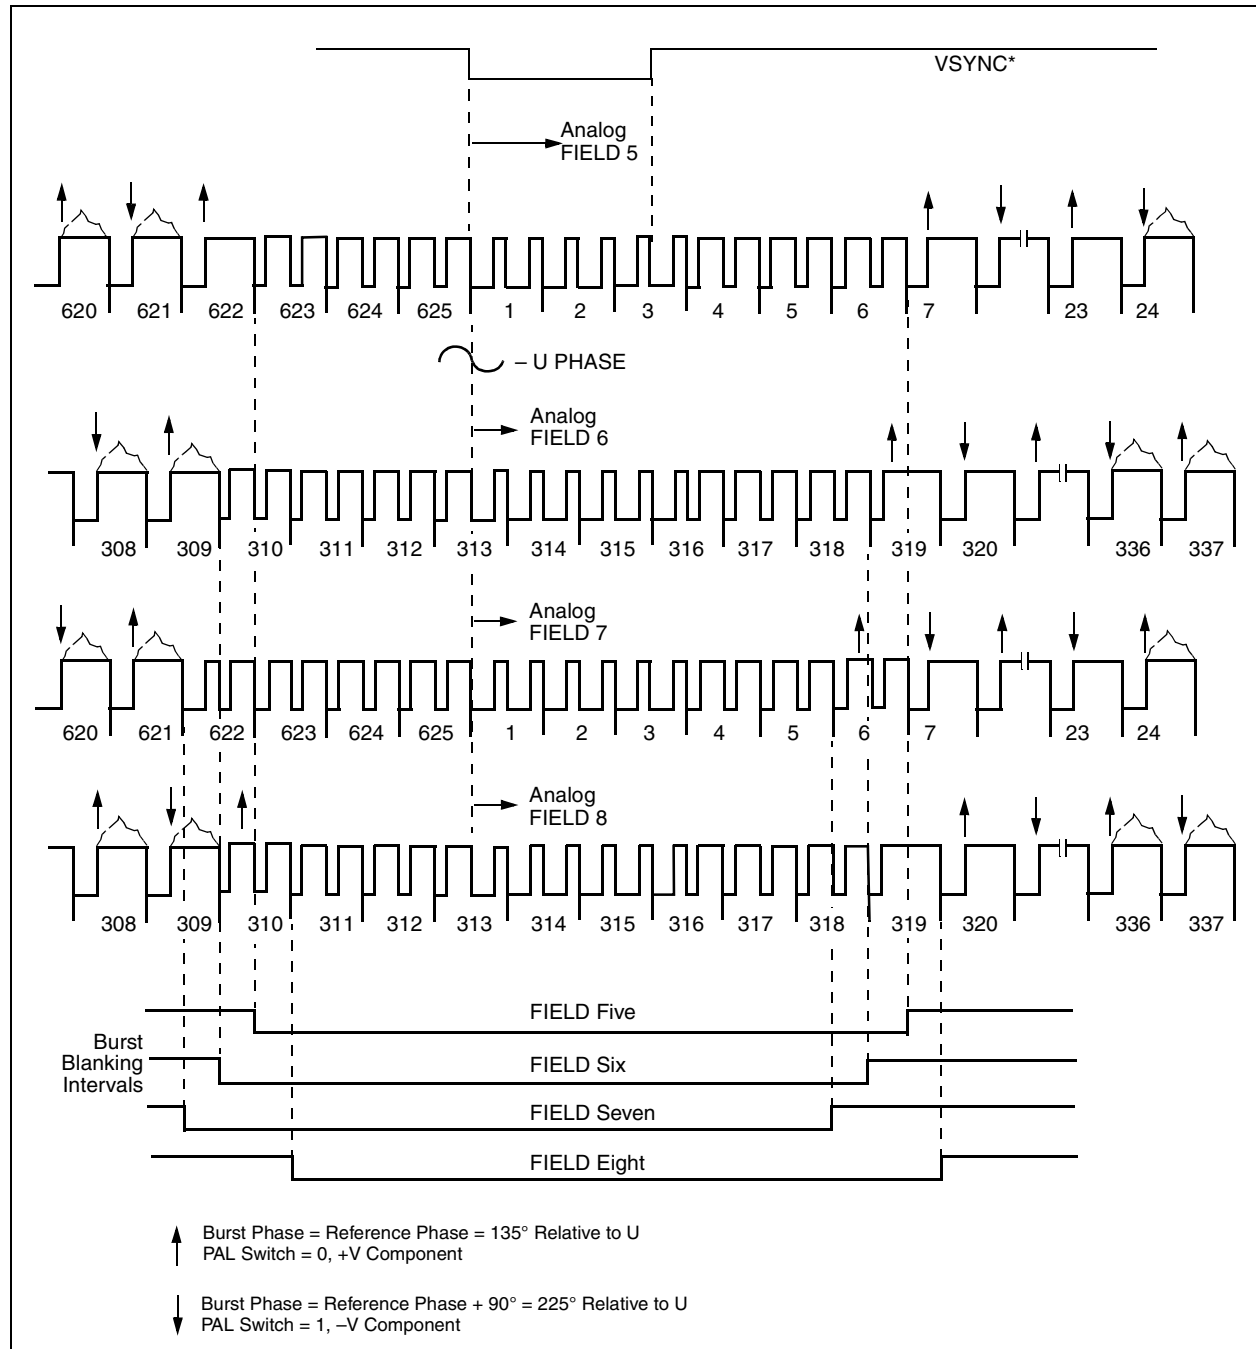 VSYNC*
Analog
FIELD 5
620 621 622 623 624 625 1 2 3 4 5 6 7 23 24
– U PHASE
Analog
FIELD 6
308 309 310 311 312 313 314 315 316 317 318 319 320 336 337
Analog
FIELD 7
620 621 622 623 624 625 1 2 3 4 5 6 7 23 24
Analog
FIELD 8
308 309 310 311 312 313 314 315 316 317 318 319 320 336 337
Burst
Blanking
Intervals
FIELD Five
FIELD Six
FIELD Seven
FIELD Eight
Burst Phase = Reference Phase = 135° Relative to U
PAL Switch = 0, +V Component
Burst Phase = Reference Phase + 90° = 225° Relative to U
PAL Switch = 1, –V Component